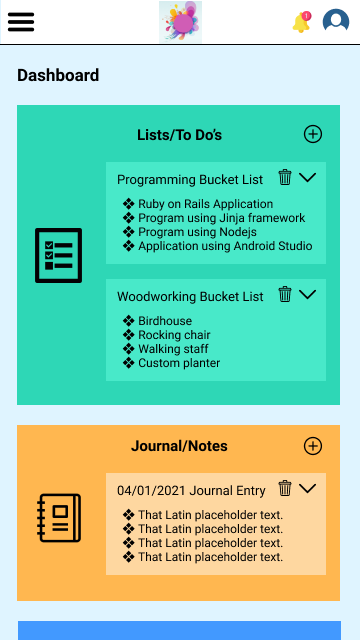 1
Dashboard
Lists/To Do's
Programming Bucket List
❖ Ruby on Rails Application
❖ Program using Jinja framework
❖ Program using Nodejs
❖ Application using Android Studio
Woodworking Bucket List
❖ Birdhouse
❖ Rocking chair
❖ Walking staff
❖ Custom planter
Journal/Notes
04/01/2021 Journal Entry
❖ That Latin placeholder text.
❖ That Latin placeholder text.
❖ That Latin placeholder text.
❖ That Latin placeholder text.